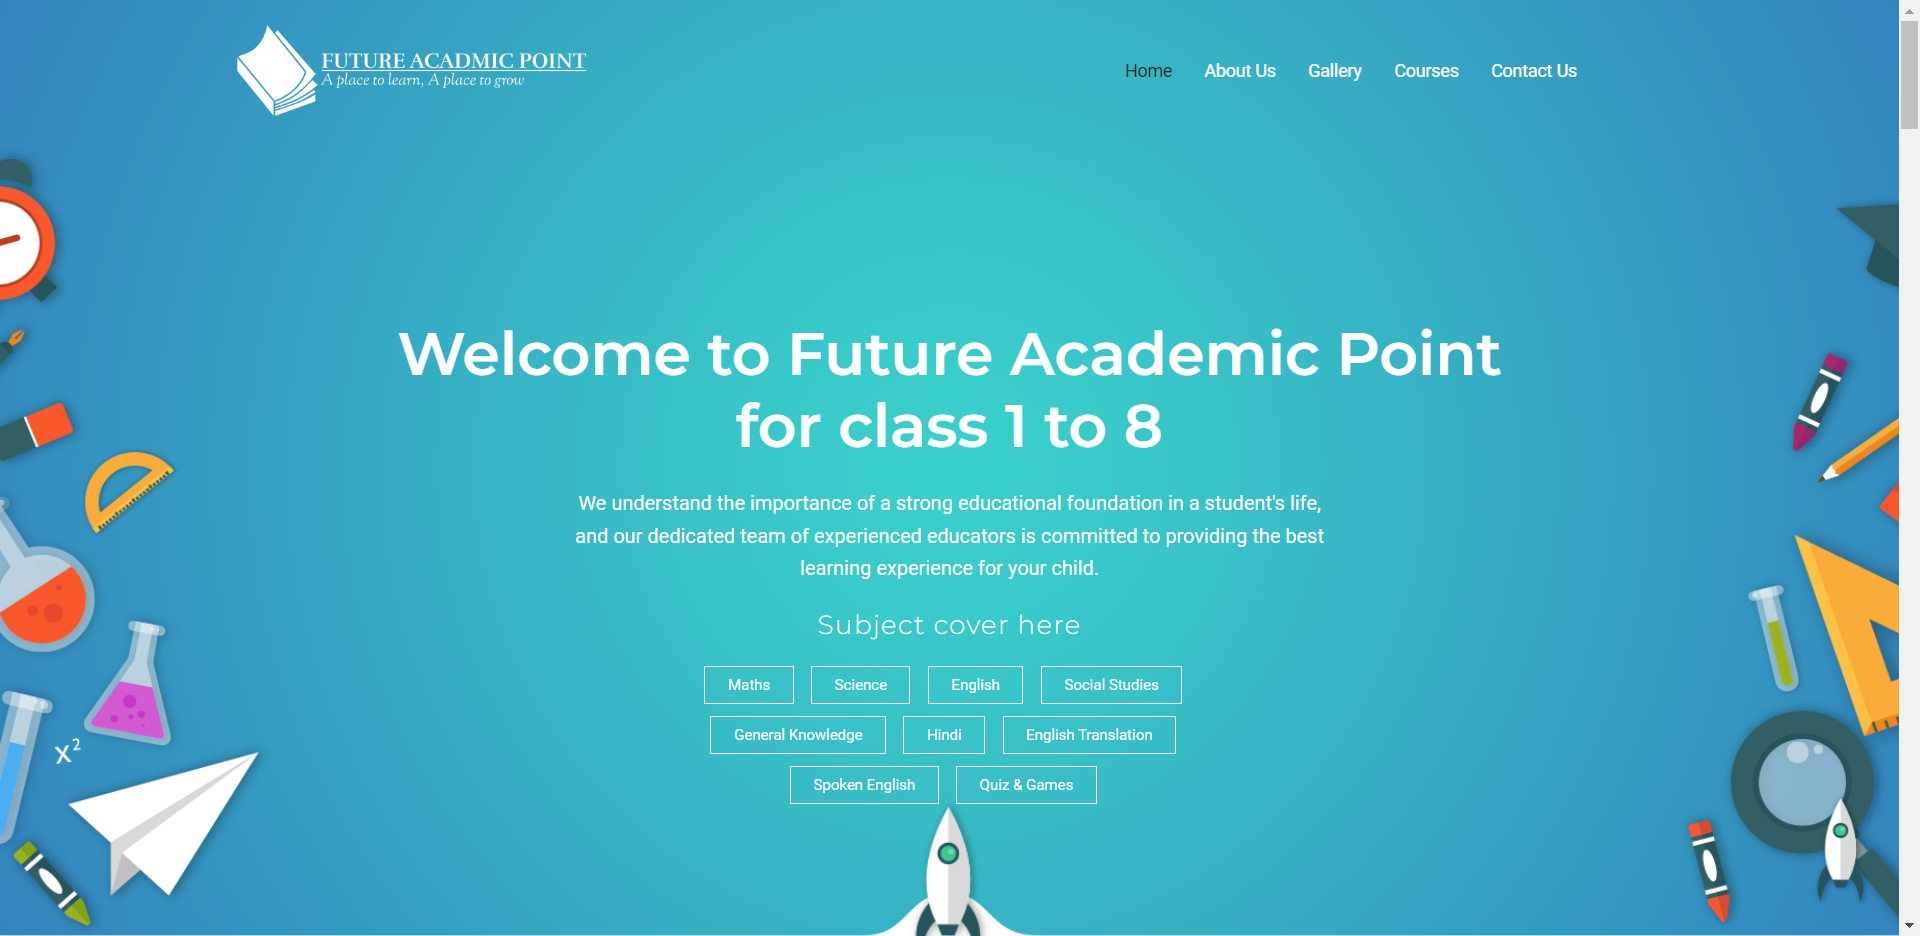 FUTURE ACADMIC POINT
A place to learn, A place to grow
Home About Us Gallery Courses Contact Us
Welcome to Future Academic Point
for class 1 to 8
We understand the importance of a strong educational foundation in a student's life,
and our dedicated team of experienced educators is committed to providing the best
learning experience for your child.
Subject cover here
Maths Science English Social Studies
General Knowledge Hindi English Translation
Spoken English Quiz & Games
x²